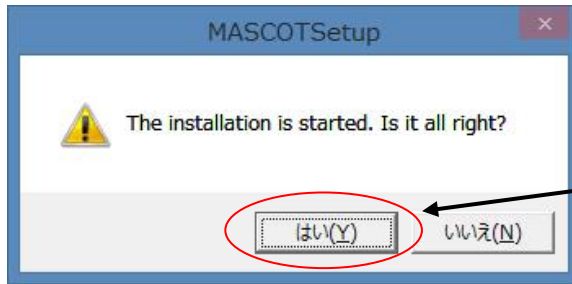 MASCOTSetup
The installation is started. Is it all right?
はい(Y)
いいえ(N)